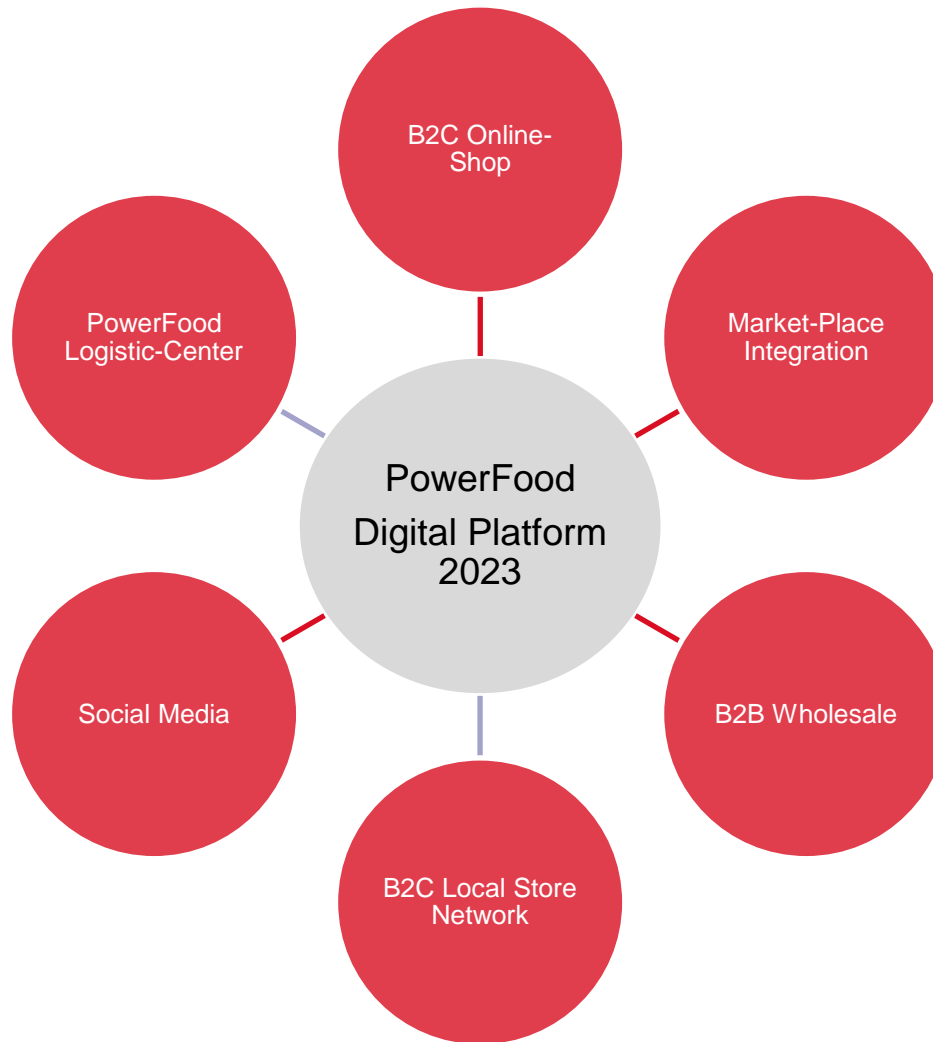 B2C Online-
Shop
PowerFood
Logistic-Center
Market-Place
Integration
PowerFood
Digital Platform
2023
Social Media
B2B Wholesale
B2C Local Store
Network